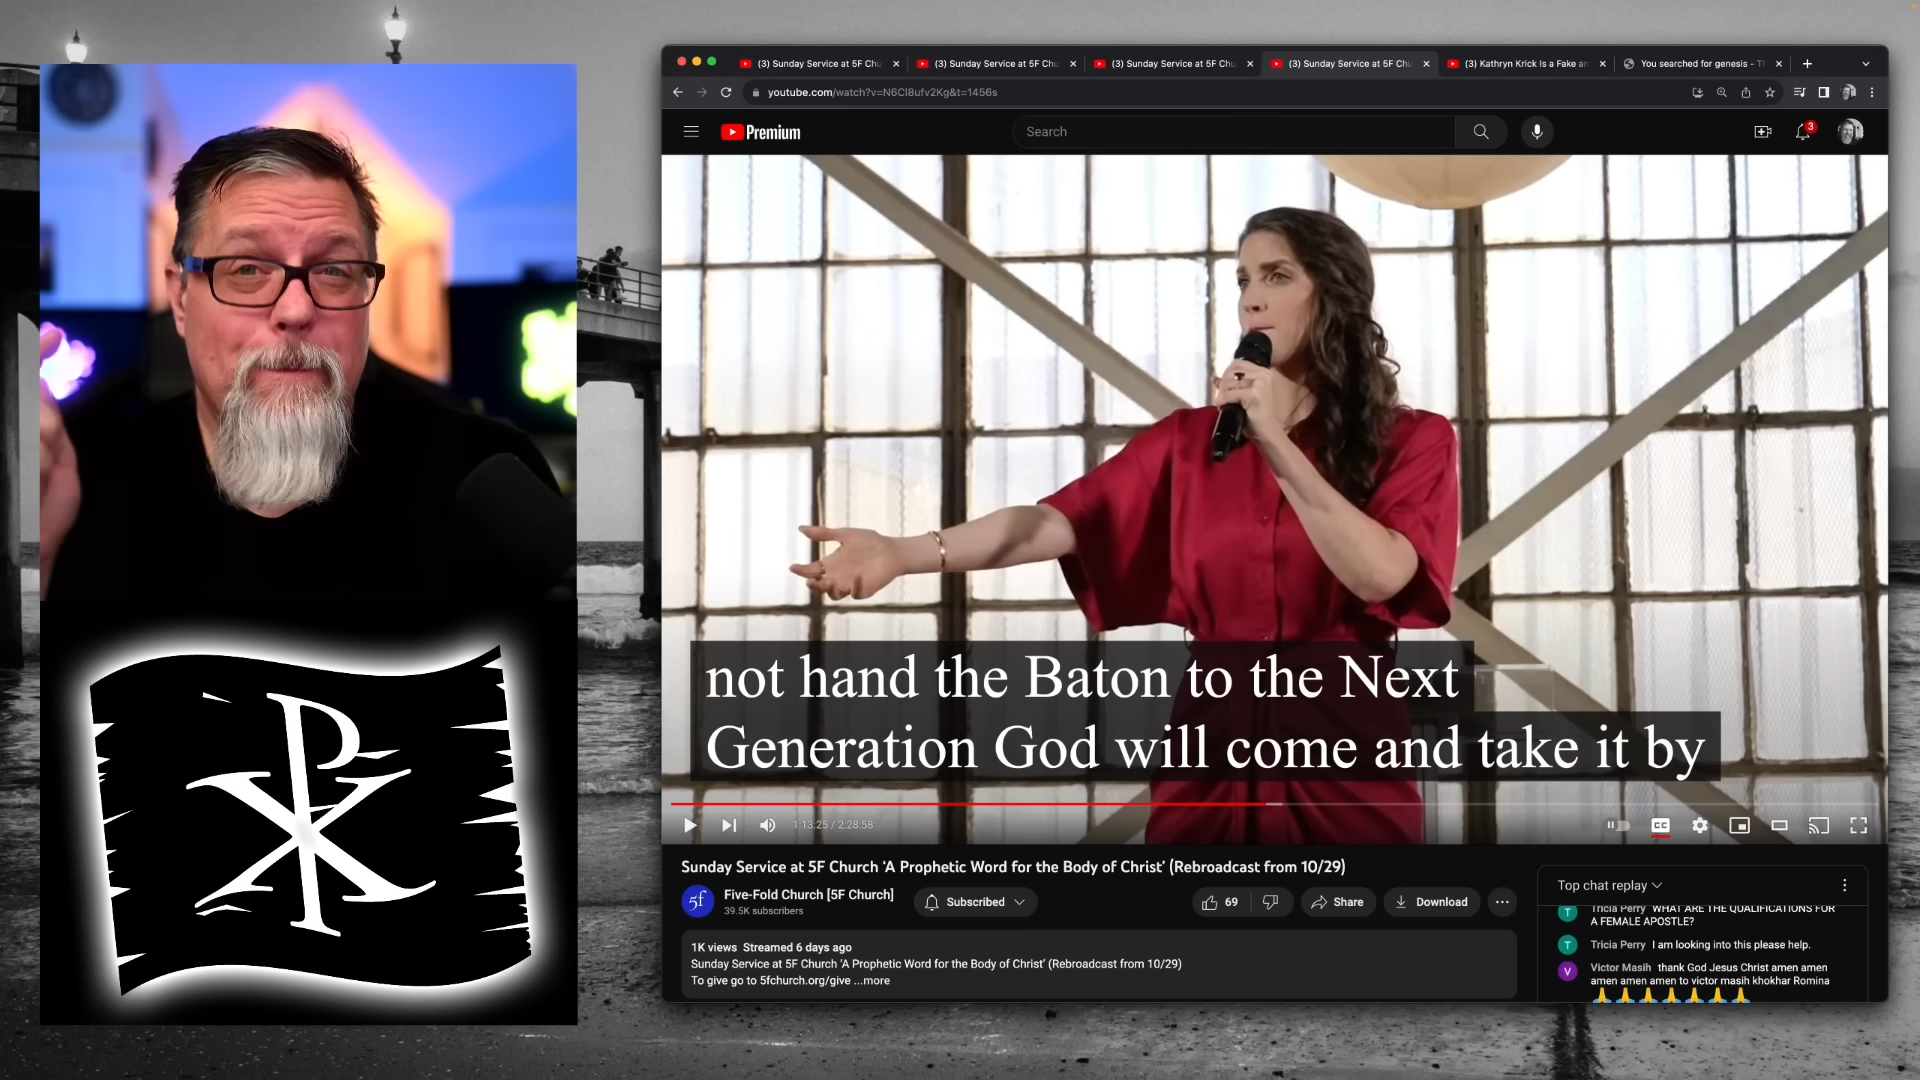 (3) Sunday Service at 5F Chu
(3) Sunday Service at 5F Chu
(3) Sunday Service at 5F Chu
(3) Sunday Service at 5F Chu
(3) Kathryn Krick Is a Fake an
You searched for genesis - Th
youtube.com/watch?v=N6Cl8ufv2Kg&t=1456s
Premium
Search
3
not hand the Baton to the Next
Generation God will come and take it by
1:13:25 / 2:28:58
CC
Sunday Service at 5F Church 'A Prophetic Word for the Body of Christ' (Rebroadcast from 10/29)
5f
Five-Fold Church [5F Church]
39.5K subscribers
Subscribed
69
Share
Download
1K views Streamed 6 days ago
Sunday Service at 5F Church 'A Prophetic Word for the Body of Christ' (Rebroadcast from 10/29)
To give go to 5fchurch.org/give ...more
Top chat replay
T
Tricia Perry WHAT ARE THE QUALIFICATIONS FOR
A FEMALE APOSTLE?
T
Tricia Perry I am looking into this please help.
V
Victor Masih thank God Jesus Christ amen amen
amen amen amen to victor masih khokhar Romina